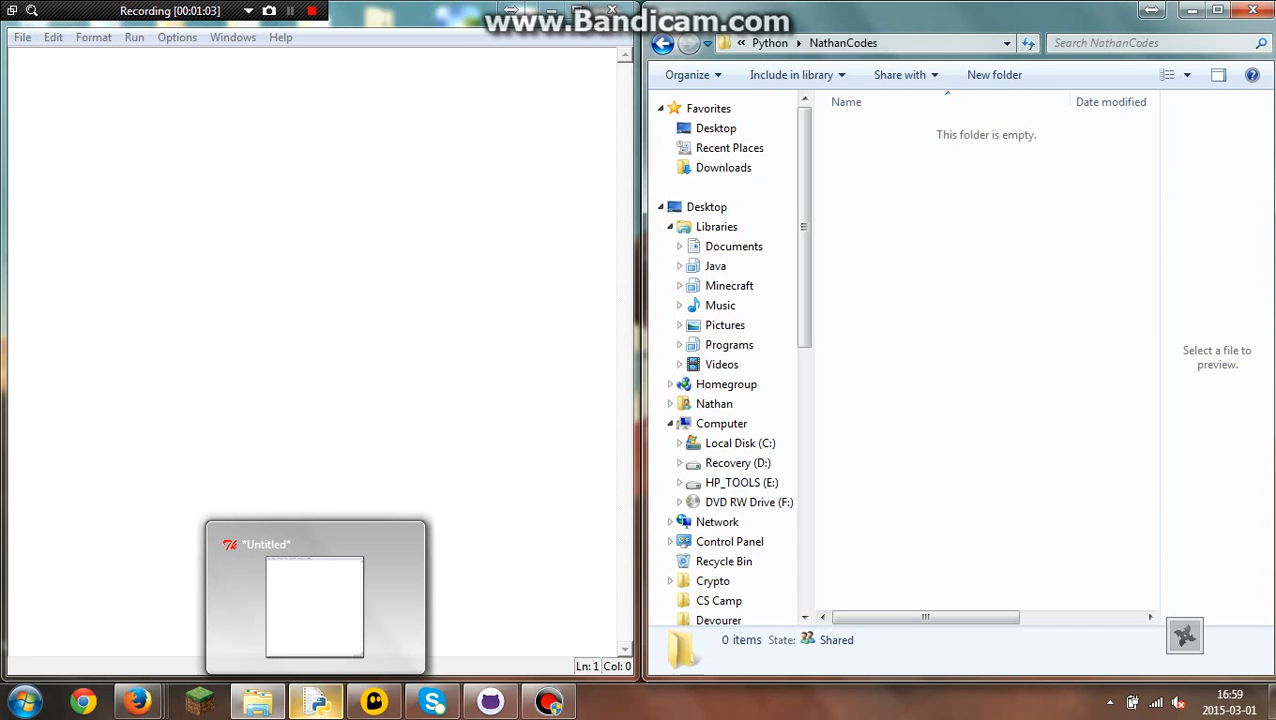 Recording [00:01:03]
www.Bandicam.com
File Edit Format Run Options Windows Help
« Python NathanCodes
Search NathanCodes
Organize Include in library Share with New folder
Name Date modified
This folder is empty.
Favorites
Desktop
Recent Places
Downloads
Desktop
Libraries
Documents
Java
Minecraft
Music
Pictures
Programs
Videos
Homegroup
Nathan
Computer
Local Disk (C:)
Recovery (D:)
HP_TOOLS (E:)
DVD RW Drive (F:)
Network
Control Panel
Recycle Bin
Crypto
CS Camp
Devourer
Select a file to
preview.
*Untitled*
Ln: 1 Col: 0
0 items State: Shared
16:59
2015-03-01